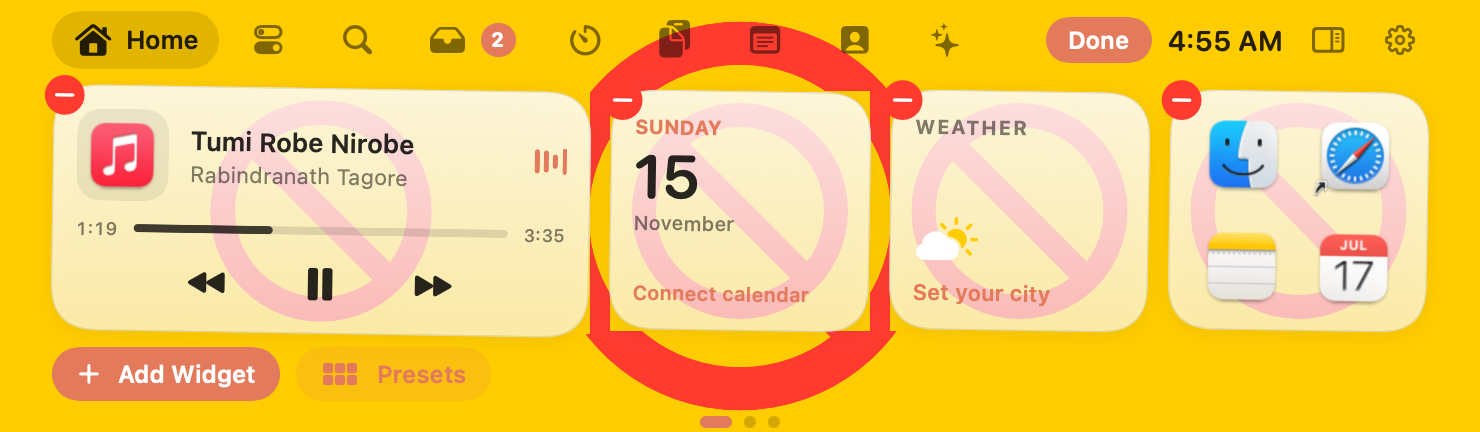 Home
2
Done
4:55 AM
Tumi Robe Nirobe
Rabindranath Tagore
1:19
3:35
SUNDAY
15
November
Connect calendar
WEATHER
Set your city
JUL
17
Add Widget
Presets